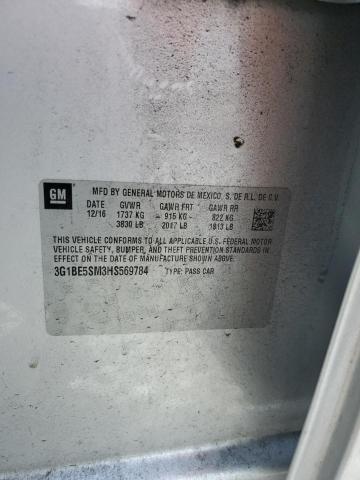 GM
MFD BY GENERAL MOTORS DE MEXICO, S. DE R.L. DE C.V.
DATE GVWR GAWR FRT GAWR RR
12/16 1737 KG 915 KG 822 KG
3830 LB 2017 LB 1813 LB
THIS VEHICLE CONFORMS TO ALL APPLICABLE U.S. FEDERAL MOTOR
VEHICLE SAFETY, BUMPER, AND THEFT PREVENTION STANDARDS IN
EFFECT ON THE DATE OF MANUFACTURE SHOWN ABOVE.
3G1BE5SM3HS569784 TYPE: PASS CAR